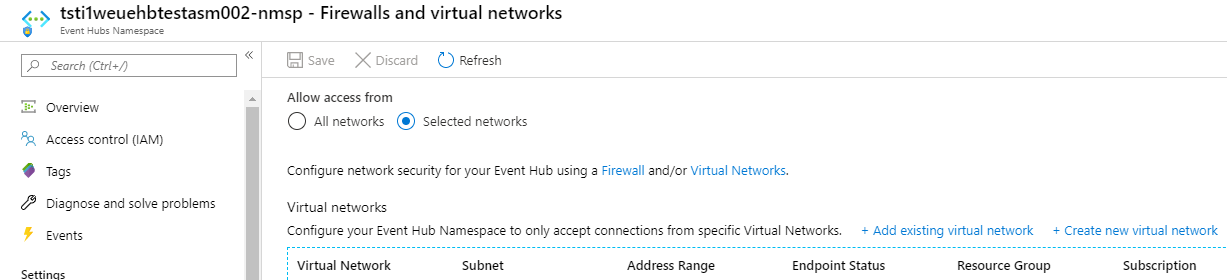 tsti1weuehbtestasm002-nmsp - Firewalls and virtual networks
Event Hubs Namespace
Search (Ctrl+/)
«
Overview
Access control (IAM)
Tags
Diagnose and solve problems
Events
Settings
Save Discard Refresh
Allow access from
All networks Selected networks
Configure network security for your Event Hub using a Firewall and/or Virtual Networks.
Virtual networks
Configure your Event Hub Namespace to only accept connections from specific Virtual Networks. + Add existing virtual network + Create new virtual network
Virtual Network Subnet Address Range Endpoint Status Resource Group Subscription